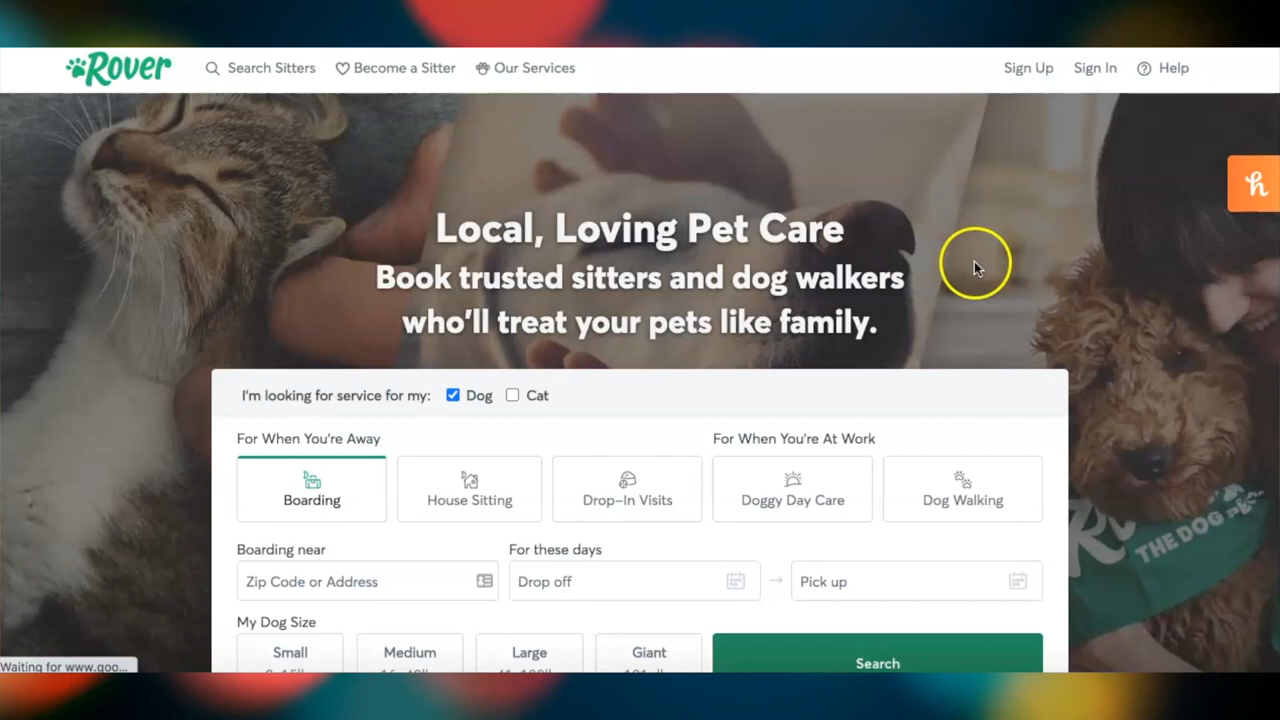 Rover
Search Sitters
Become a Sitter
Our Services
Sign Up
Sign In
Help
h
Local, Loving Pet Care
Book trusted sitters and dog walkers
who'll treat your pets like family.
I'm looking for service for my:
Dog
Cat
For When You're Away
For When You're At Work
Boarding
House Sitting
Drop-In Visits
Doggy Day Care
Dog Walking
Boarding near
For these days
Zip Code or Address
Drop off
Pick up
My Dog Size
Small
Medium
Large
Giant
Search
THE DOG
Waiting for www.goo...